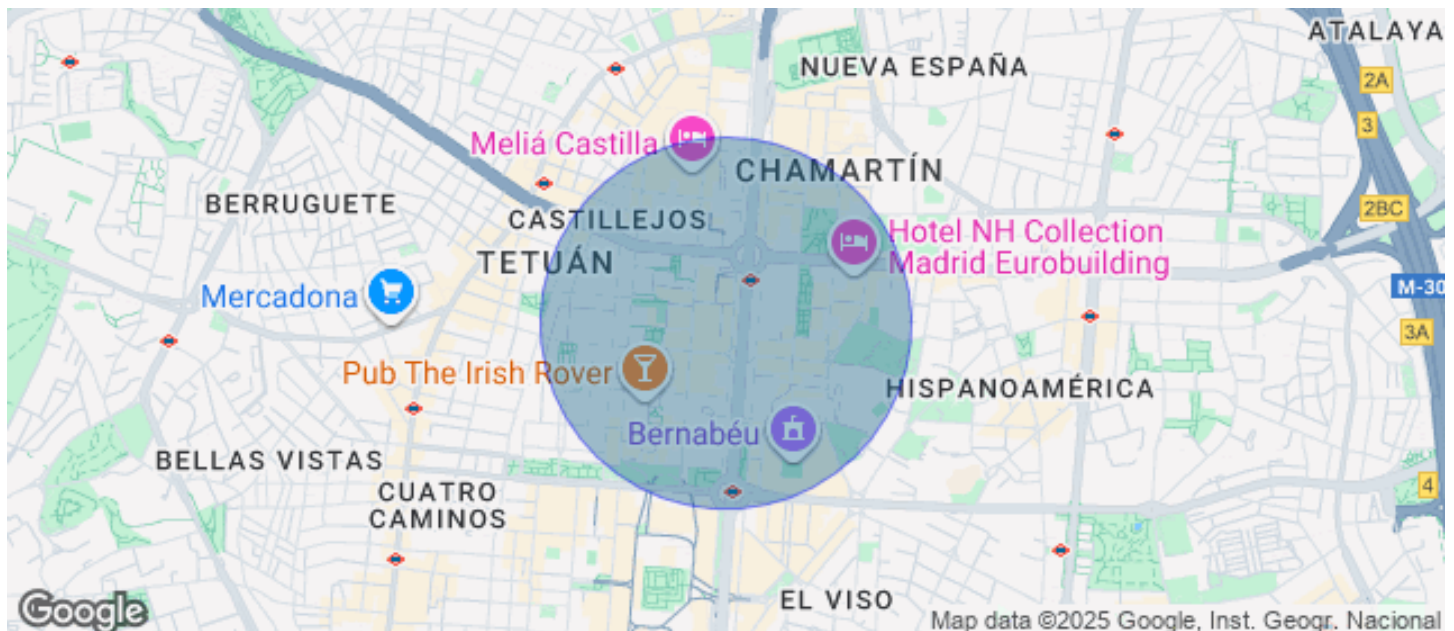 ATALAYA
NUEVA ESPAÑA
2A
3
Meliá Castilla
CHAMARTÍN
BERRUGUETE
CASTILLEJOS
2BC
TETUÁN
Hotel NH Collection
Madrid Eurobuilding
Mercadona
M-30
3A
Pub The Irish Rover
HISPANOAMÉRICA
Bernabéu
BELLAS VISTAS
CUATRO
CAMINOS
4
EL VISO
Google
Map data ©2025 Google, Inst. Geogr. Nacional